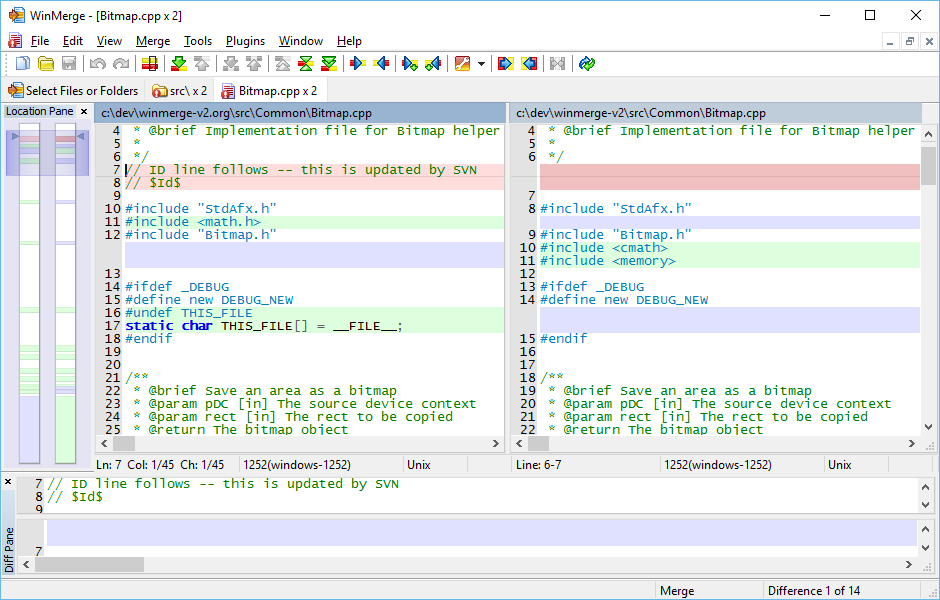 WinMerge - [Bitmap.cpp x 2]
File Edit View Merge Tools Plugins Window Help
Select Files or Folders src\ x 2 Bitmap.cpp x 2
Location Pane x
c:\dev\winmerge-v2.org\src\Common\Bitmap.cpp
4 * @brief Implementation file for Bitmap helper
5 *
6 */
7 // ID line follows -- this is updated by SVN
8 // $Id$
9
10 #include "StdAfx.h"
11 #include <math.h>
12 #include "Bitmap.h"
13
14 #ifdef _DEBUG
15 #define new DEBUG_NEW
16 #undef THIS_FILE
17 static char THIS_FILE[] = __FILE__;
18 #endif
19
20
21 /**
22 * @brief Save an area as a bitmap
23 * @param pDC [in] The source device context
24 * @param rect [in] The rect to be copied
25 * @return The bitmap object
Ln: 7 Col: 1/45 Ch: 1/45 1252(windows-1252) Unix
c:\dev\winmerge-v2\src\Common\Bitmap.cpp
4 * @brief Implementation file for Bitmap helper
5 *
6 */
7
8 #include "StdAfx.h"
9 #include "Bitmap.h"
10 #include <cmath>
11 #include <memory>
12
13 #ifdef _DEBUG
14 #define new DEBUG_NEW
15 #endif
16
17
18 /**
19 * @brief Save an area as a bitmap
20 * @param pDC [in] The source device context
21 * @param rect [in] The rect to be copied
22 * @return The bitmap object
Line: 6-7 1252(windows-1252) Unix
Diff Pane x
7 // ID line follows -- this is updated by SVN
8 // $Id$
9
7
Merge Difference 1 of 14